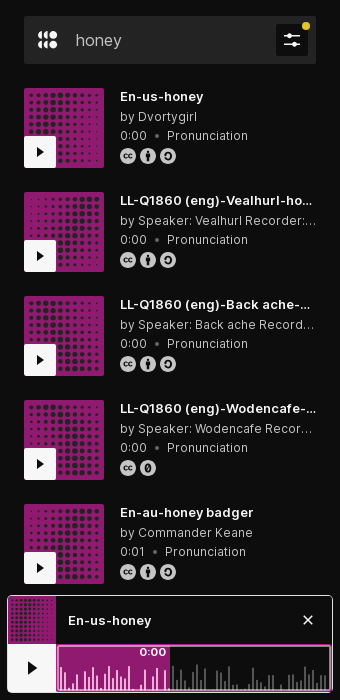 honey
En-us-honey
by Dvortygirl
0:00 • Pronunciation
LL-Q1860 (eng)-Vealhurl-ho...
by Speaker: Vealhurl Recorder:...
0:00 • Pronunciation
LL-Q1860 (eng)-Back ache-...
by Speaker: Back ache Record...
0:00 • Pronunciation
LL-Q1860 (eng)-Wodencafe-...
by Speaker: Wodencafe Recor...
0:00 • Pronunciation
En-au-honey badger
by Commander Keane
0:01 • Pronunciation
En-us-honey
0:00